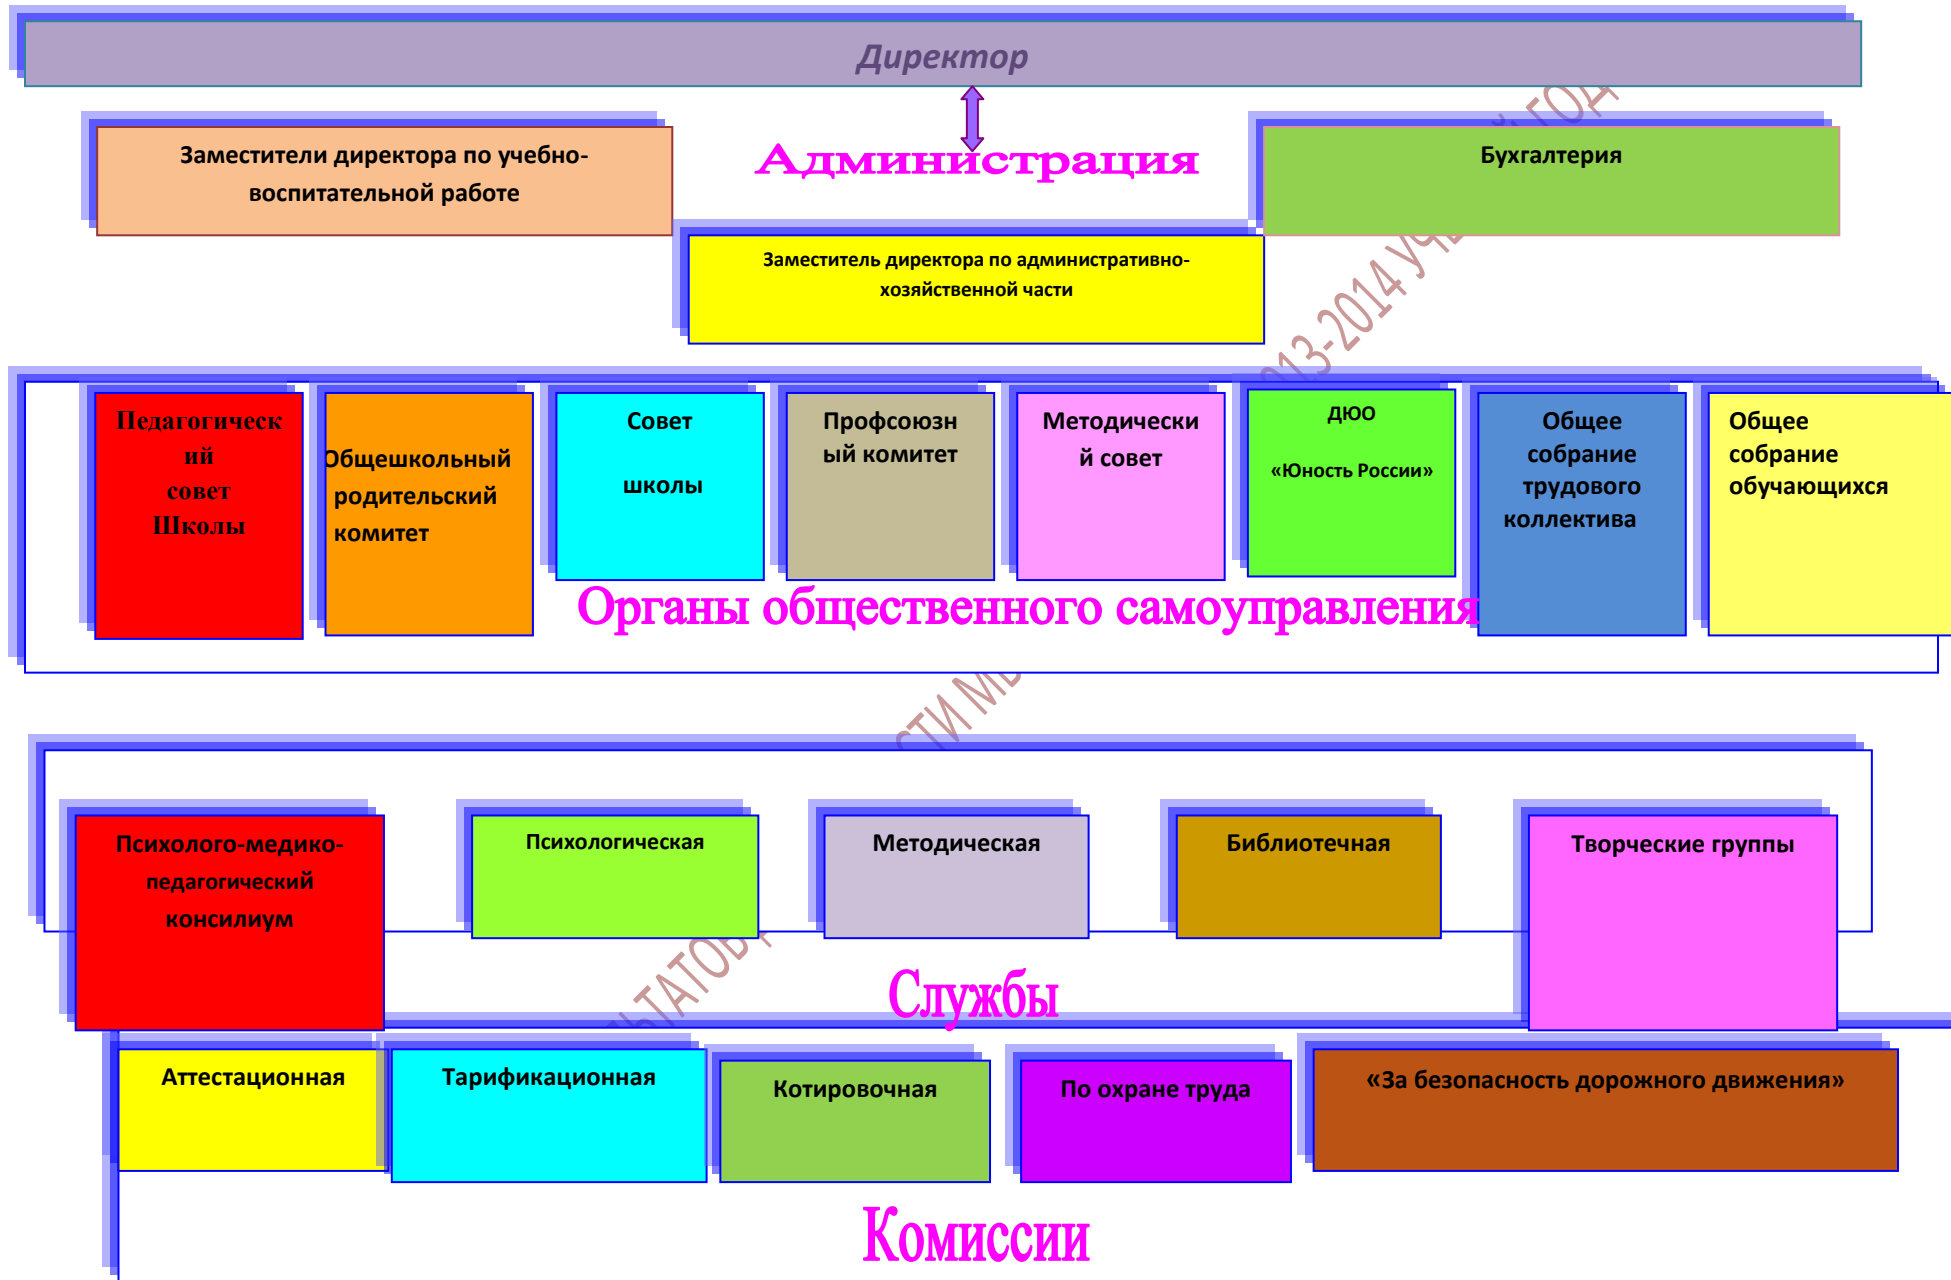 Директор
Администрация
Заместители директора по учебно-
воспитательной работе
Бухгалтерия
Заместитель директора по административно-
хозяйственной части
Педагогическ
ий
совет
Школы
Общешкольный
родительский
комитет
Совет
школы
Профсоюзн
ый комитет
Методически
й совет
ДЮО
«Юность России»
Общее
собрание
трудового
коллектива
Общее
собрание
обучающихся
Органы общественного самоуправления
Психолого-медико-
педагогический
консилиум
Психологическая
Методическая
Библиотечная
Творческие группы
Службы
Аттестационная
Тарификационная
Котировочная
По охране труда
«За безопасность дорожного движения»
Комиссии